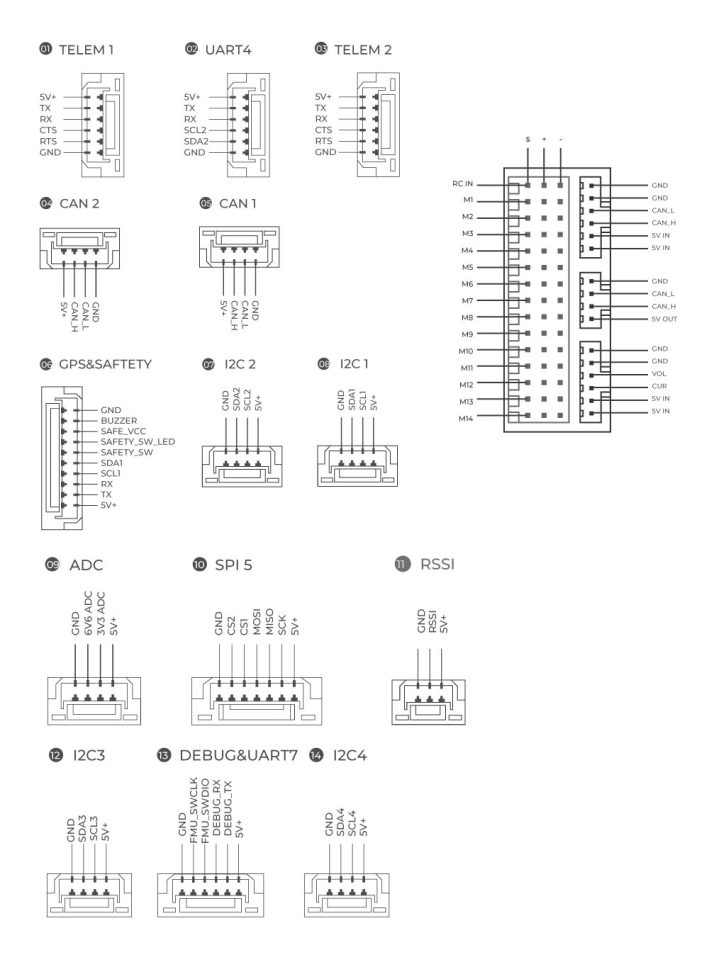 01 TELEM 1
5V+
TX
RX
CTS
RTS
GND
02 UART4
5V+
TX
RX
SCL2
SDA2
GND
03 TELEM 2
5V+
TX
RX
CTS
RTS
GND
04 CAN 2
5V+
CAN_H
CAN_L
GND
05 CAN 1
5V+
CAN_H
CAN_L
GND
S + -
RC IN
M1
M2
M3
M4
M5
M6
M7
M8
M9
M10
M11
M12
M13
M14
GND
GND
CAN_L
CAN_H
5V IN
5V IN
GND
CAN_L
CAN_H
5V OUT
GND
GND
VOL
CUR
5V IN
5V IN
06 GPS&SAFTETY
GND
BUZZER
SAFE_VCC
SAFETY_SW_LED
SAFETY_SW
SDA1
SCL1
RX
TX
5V+
07 I2C 2
GND
SDA2
SCL2
5V+
08 I2C 1
GND
SDA1
SCL1
5V+
09 ADC
GND
6V6 ADC
3V3 ADC
5V+
10 SPI 5
GND
CS2
CS1
MOSI
MISO
SCK
5V+
11 RSSI
GND
RSSI
5V+
12 I2C3
GND
SDA3
SCL3
5V+
13 DEBUG&UART7
GND
FMU_SWCLK
FMU_SWDIO
DEBUG_RX
DEBUG_TX
5V+
14 I2C4
GND
SDA4
SCL4
5V+